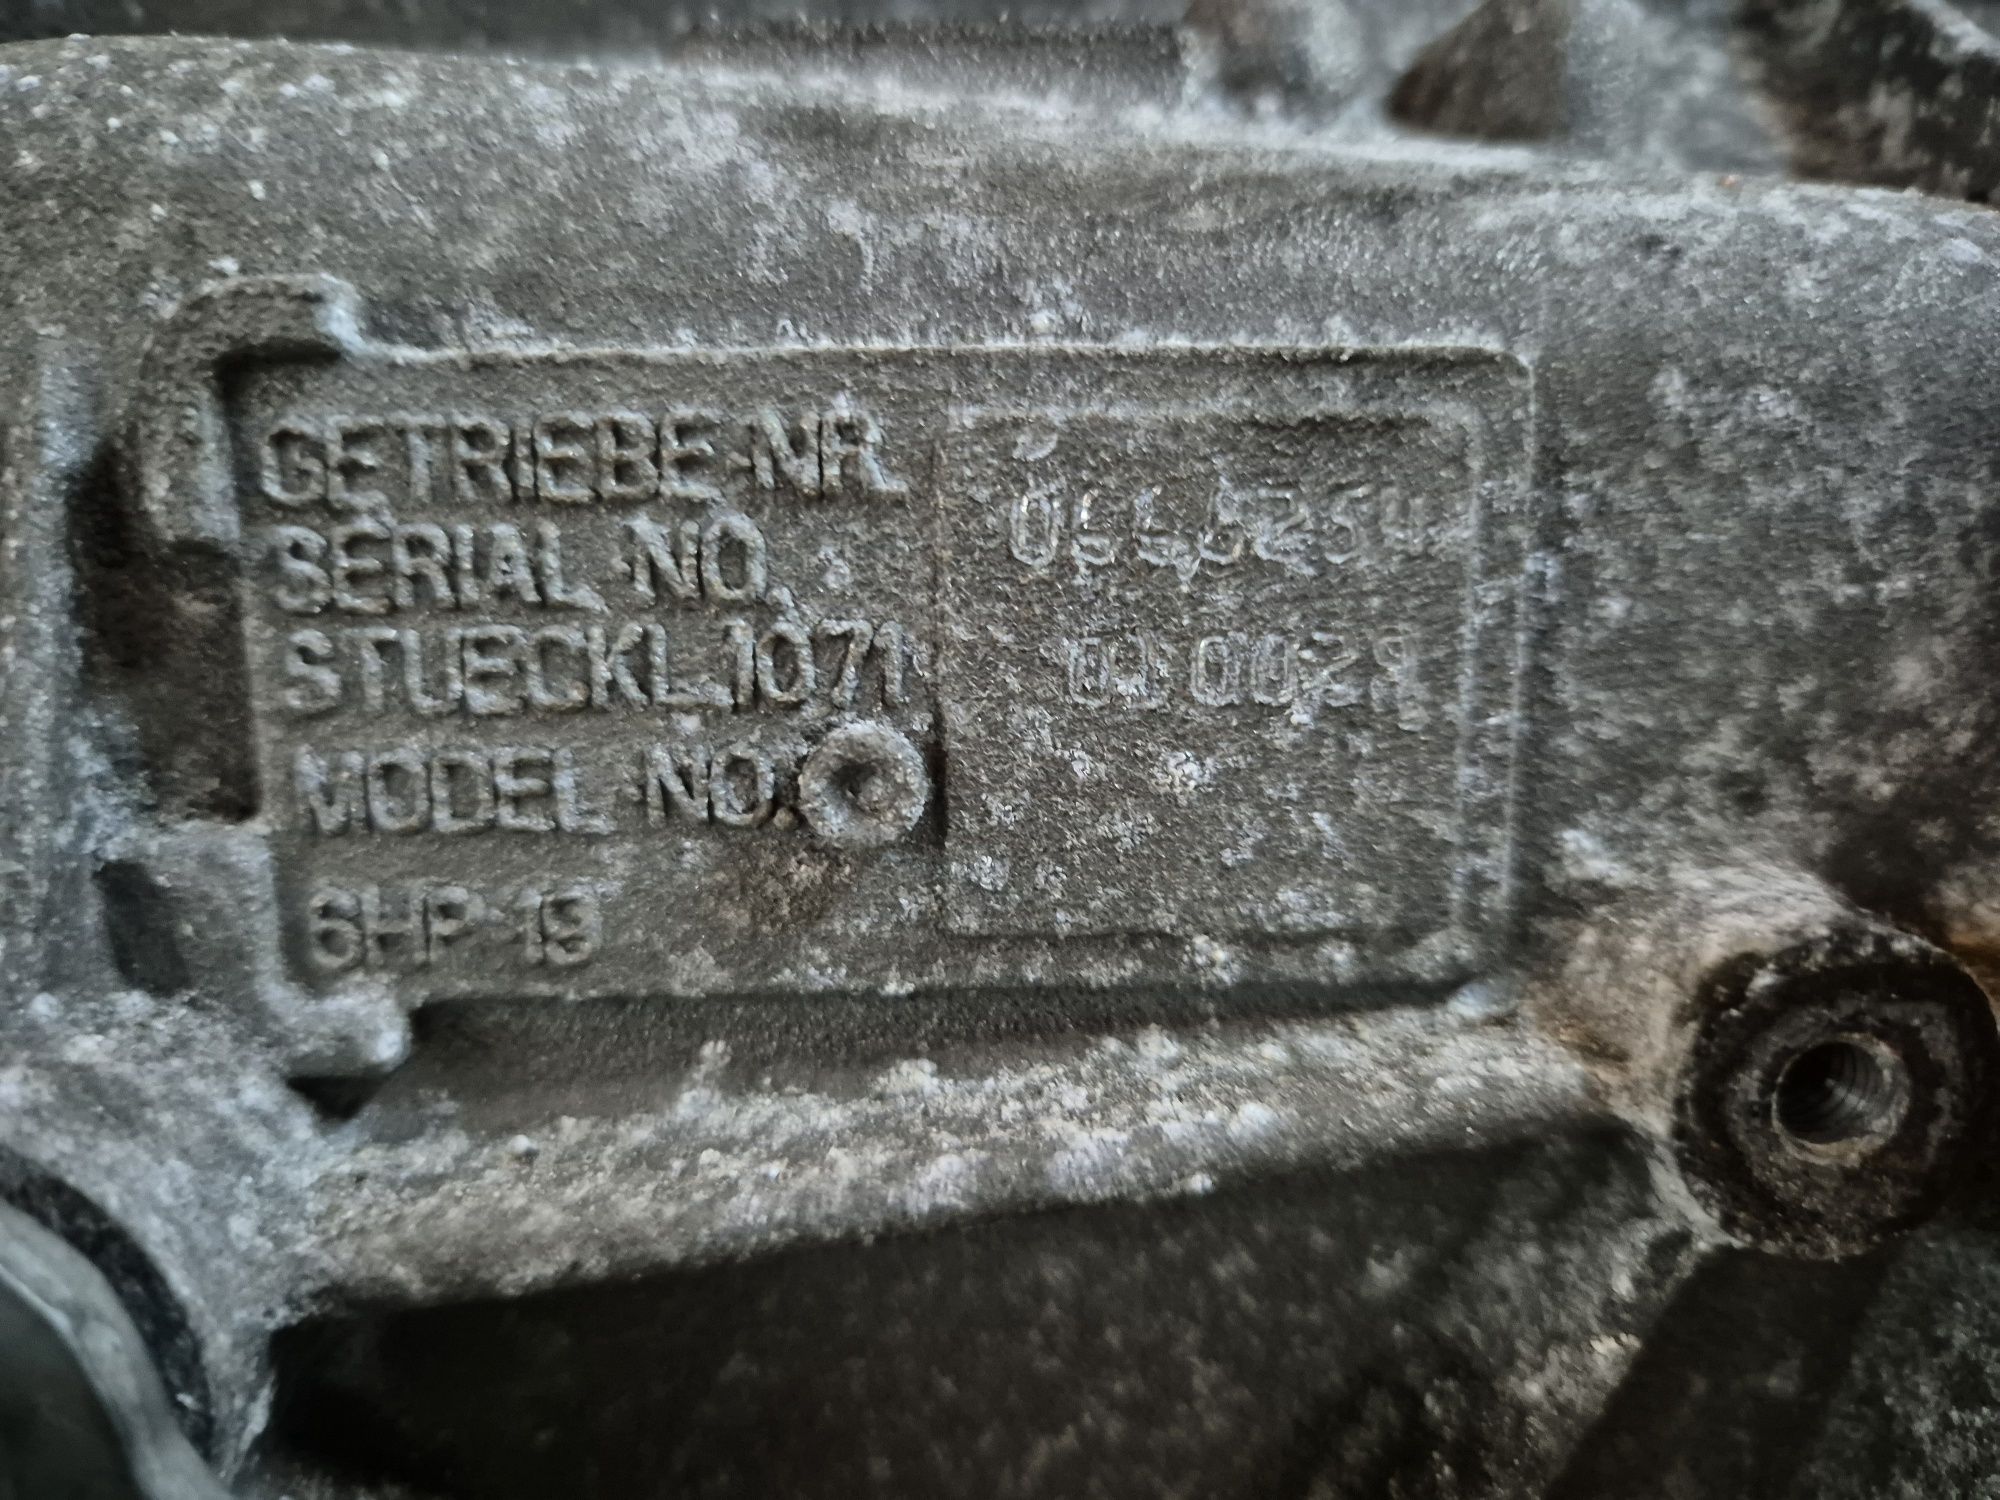 GETRIEBE-NR.
SERIAL-NO.
STUECKL.1071
MODEL-NO.
6HP-19